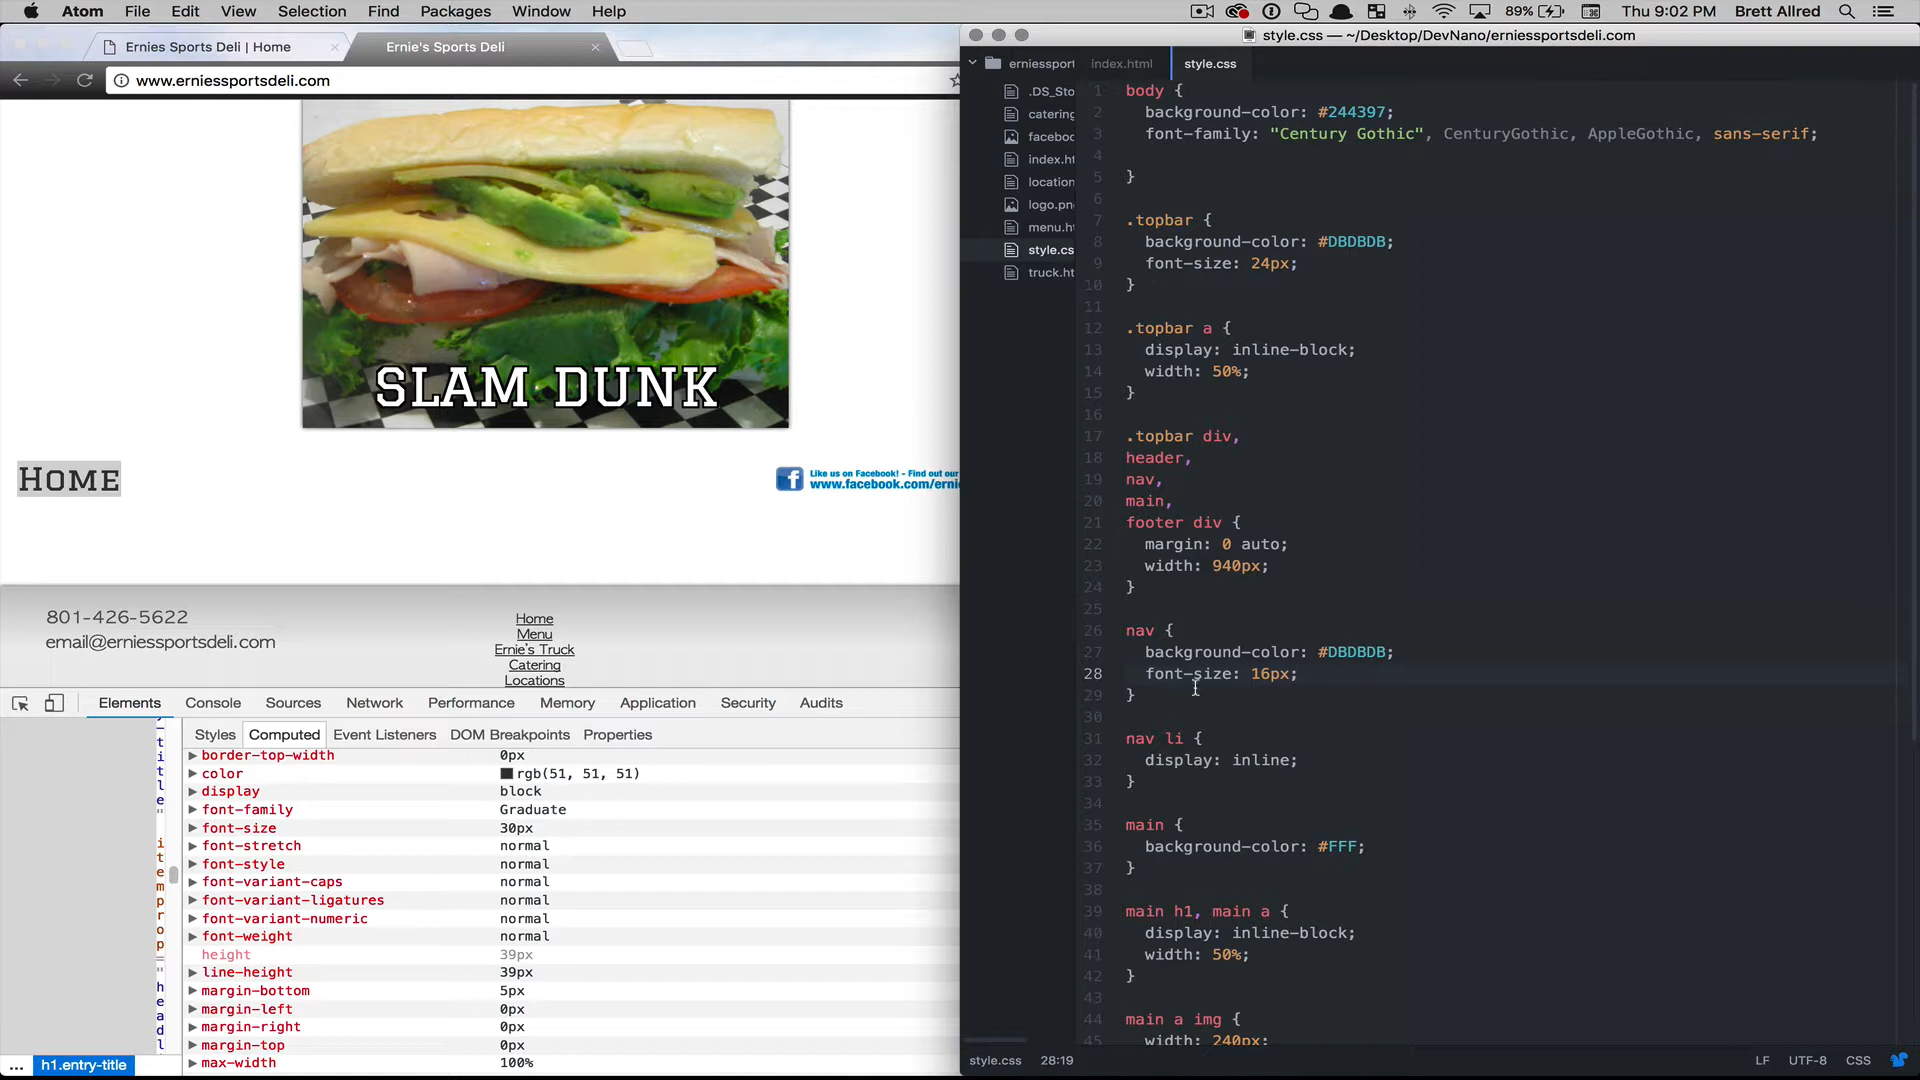 Atom File Edit View Selection Find Packages Window Help 89% Thu 9:02 PM Brett Allred
Ernies Sports Deli | Home
Ernie's Sports Deli
www.erniessportsdeli.com
SLAM DUNK
HOME
Like us on Facebook! - Find out our
www.facebook.com/erni
801-426-5622
email@erniessportsdeli.com
Home
Menu
Ernie's Truck
Catering
Locations
Elements Console Sources Network Performance Memory Application Security Audits
Styles Computed Event Listeners DOM Breakpoints Properties
border-top-width 0px
color rgb(51, 51, 51)
display block
font-family Graduate
font-size 30px
font-stretch normal
font-style normal
font-variant-caps normal
font-variant-ligatures normal
font-variant-numeric normal
font-weight normal
height 39px
line-height 39px
margin-bottom 5px
margin-left 0px
margin-right 0px
margin-top 0px
max-width 100%
... h1.entry-title
style.css — ~/Desktop/DevNano/erniessportsdeli.com
erniessport
index.html
style.css
.DS_Sto
catering
faceboo
index.ht
location
logo.pn
menu.ht
style.cs
truck.ht
1 body {
2 background-color: #244397;
3 font-family: "Century Gothic", CenturyGothic, AppleGothic, sans-serif;
4
5 }
6
7 .topbar {
8 background-color: #DBDBDB;
9 font-size: 24px;
10 }
11
12 .topbar a {
13 display: inline-block;
14 width: 50%;
15 }
16
17 .topbar div,
18 header,
19 nav,
20 main,
21 footer div {
22 margin: 0 auto;
23 width: 940px;
24 }
25
26 nav {
27 background-color: #DBDBDB;
28 font-size: 16px;
29 }
30
31 nav li {
32 display: inline;
33 }
34
35 main {
36 background-color: #FFF;
37 }
38
39 main h1, main a {
40 display: inline-block;
41 width: 50%;
42 }
43
44 main a img {
45 width: 240px;
style.css 28:19 LF UTF-8 CSS